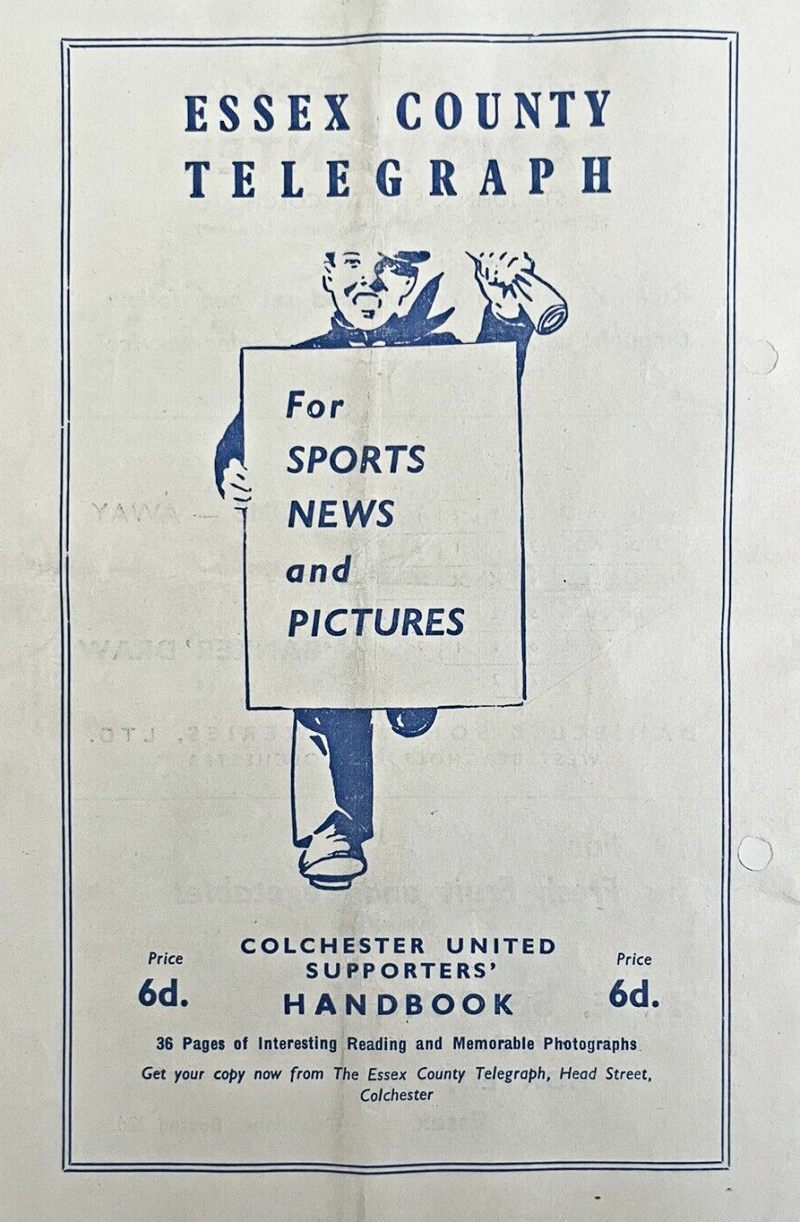 ESSEX COUNTY
TELEGRAPH
For
SPORTS
NEWS
and
PICTURES
COLCHESTER UNITED
SUPPORTERS'
HANDBOOK
Price
6d.
Price
6d.
36 Pages of Interesting Reading and Memorable Photographs
Get your copy now from The Essex County Telegraph, Head Street,
Colchester